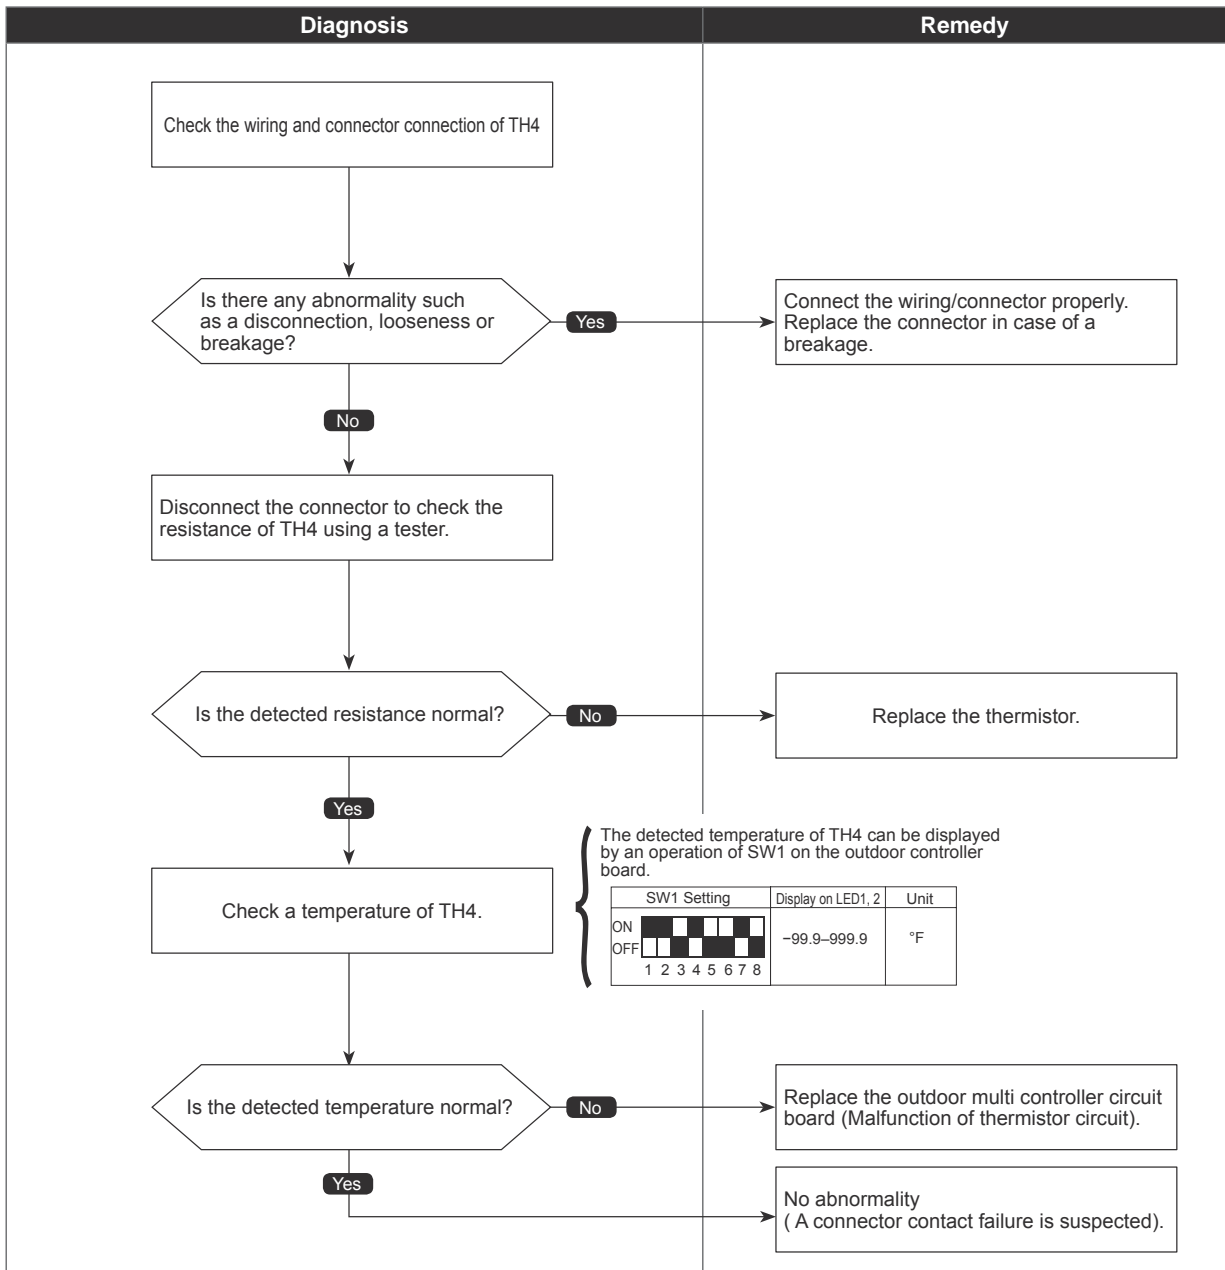 Diagnosis
Remedy
Check the wiring and connector connection of TH4
Is there any abnormality such
as a disconnection, looseness or
breakage?
Yes
Connect the wiring/connector properly.
Replace the connector in case of a
breakage.
No
Disconnect the connector to check the
resistance of TH4 using a tester.
Is the detected resistance normal?
No
Replace the thermistor.
Yes
Check a temperature of TH4.
The detected temperature of TH4 can be displayed
by an operation of SW1 on the outdoor controller
board.
SW1 Setting
Display on LED1, 2
Unit
ON
OFF
1 2 3 4 5 6 7 8
−99.9–999.9
°F
Is the detected temperature normal?
No
Replace the outdoor multi controller circuit
board (Malfunction of thermistor circuit).
Yes
No abnormality
( A connector contact failure is suspected).